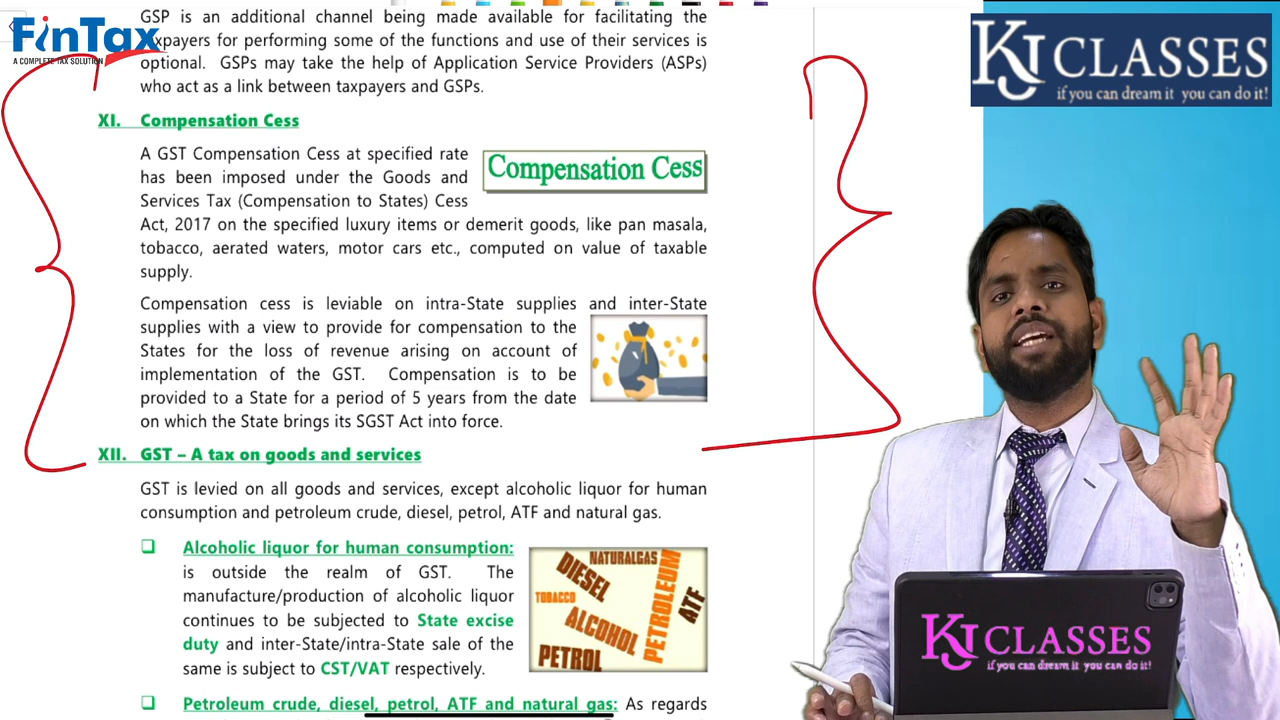 FinTax
A COMPLETE TAX SOLUTION
GSP is an additional channel being made available for facilitating the
taxpayers for performing some of the functions and use of their services is
optional. GSPs may take the help of Application Service Providers (ASPs)
who act as a link between taxpayers and GSPs.
XI. Compensation Cess
A GST Compensation Cess at specified rate
has been imposed under the Goods and
Services Tax (Compensation to States) Cess
Compensation Cess
Act, 2017 on the specified luxury items or demerit goods, like pan masala,
tobacco, aerated waters, motor cars etc., computed on value of taxable
supply.
Compensation cess is leviable on intra-State supplies and inter-State
supplies with a view to provide for compensation to the
States for the loss of revenue arising on account of
implementation of the GST. Compensation is to be
provided to a State for a period of 5 years from the date
on which the State brings its SGST Act into force.
XII. GST – A tax on goods and services
GST is levied on all goods and services, except alcoholic liquor for human
consumption and petroleum crude, diesel, petrol, ATF and natural gas.
Alcoholic liquor for human consumption:
is outside the realm of GST. The
manufacture/production of alcoholic liquor
continues to be subjected to State excise
duty and inter-State/intra-State sale of the
same is subject to CST/VAT respectively.
NATURALGAS
DIESEL
TOBACCO
ALCOHOL
PETROLEUM
ATF
PETROL
Petroleum crude, diesel, petrol, ATF and natural gas: As regards
KJ CLASSES
if you can dream it you can do it!
KJ CLASSES
if you can dream it you can do it!